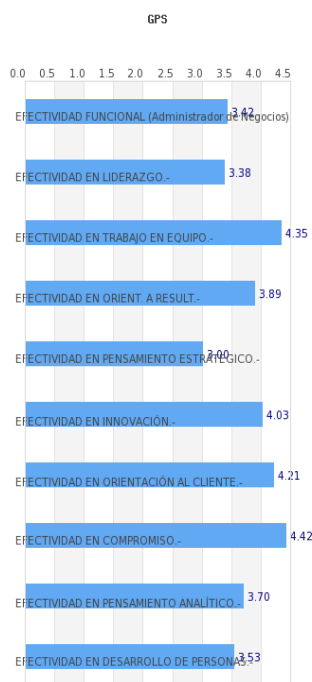 GPS
0.0 0.5 1.0 1.5 2.0 2.5 3.0 3.5 4.0 4.5
EFECTIVIDAD FUNCIONAL (Administrador de Negocios) 3.42
EFECTIVIDAD EN LIDERAZGO.- 3.38
EFECTIVIDAD EN TRABAJO EN EQUIPO.- 4.35
EFECTIVIDAD EN ORIENT. A RESULT.- 3.89
EFECTIVIDAD EN PENSAMIENTO ESTRATÉGICO.- 3.00
EFECTIVIDAD EN INNOVACIÓN.- 4.03
EFECTIVIDAD EN ORIENTACIÓN AL CLIENTE.- 4.21
EFECTIVIDAD EN COMPROMISO.- 4.42
EFECTIVIDAD EN PENSAMIENTO ANALÍTICO.- 3.70
EFECTIVIDAD EN DESARROLLO DE PERSONAS.- 3.53